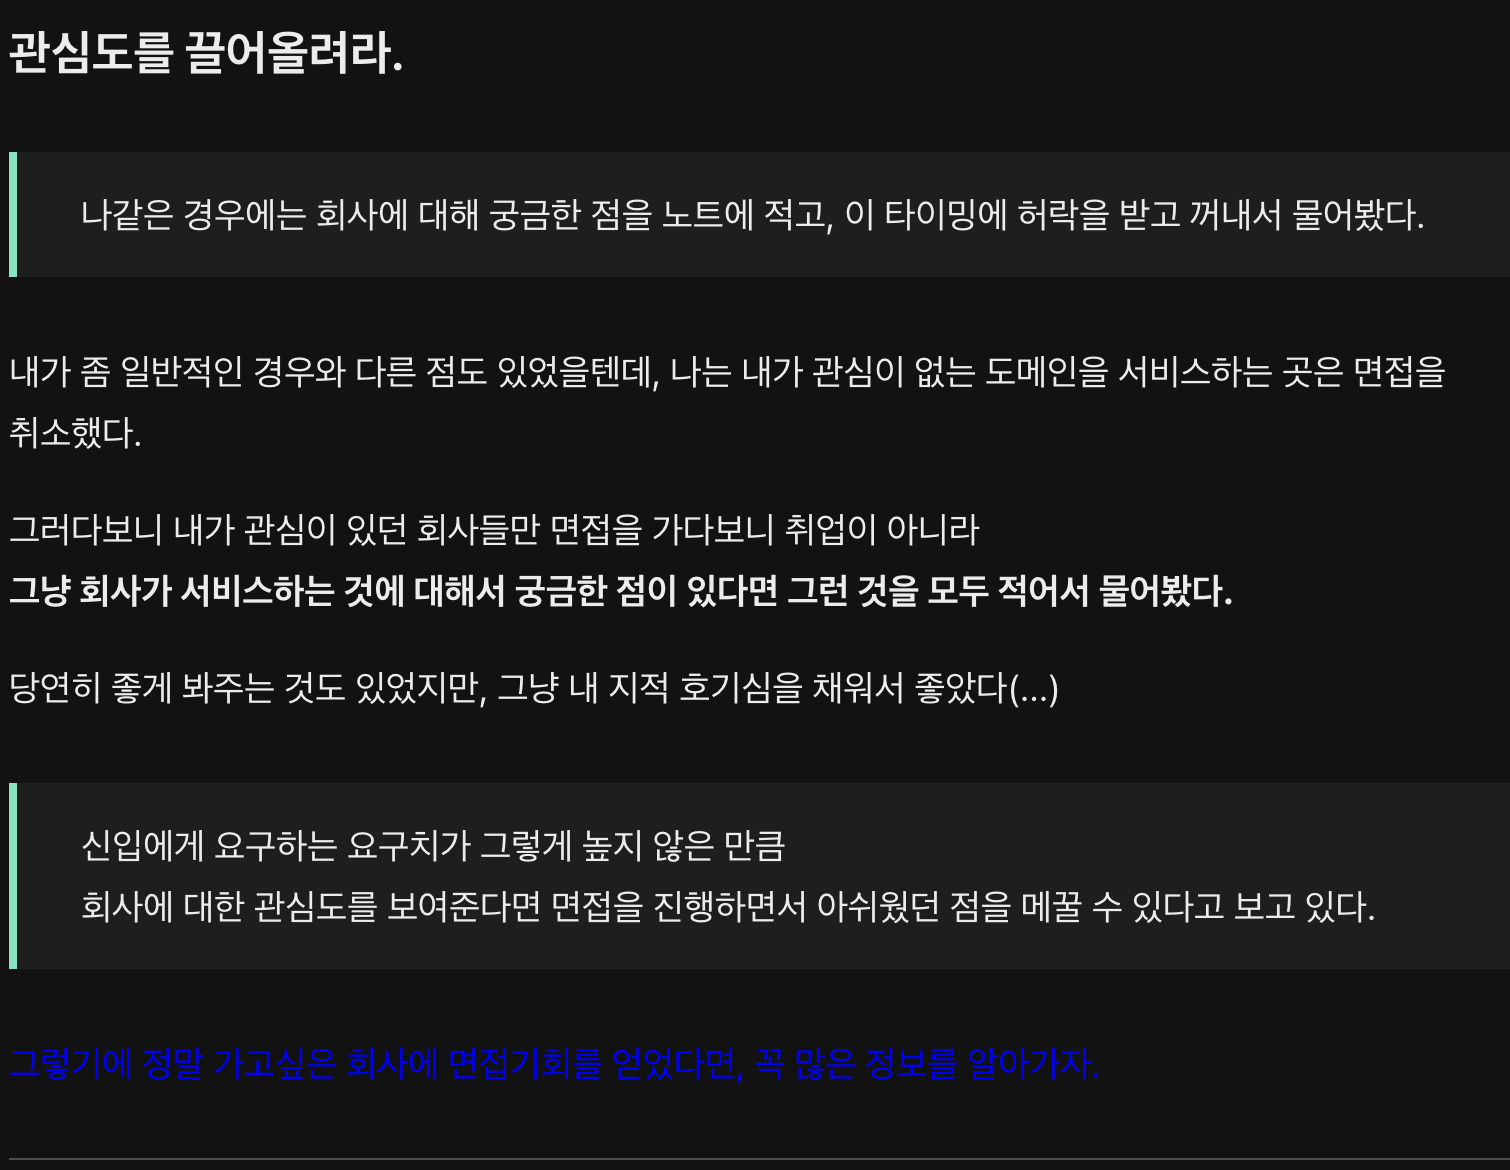 관심도를 끌어올려라.
나같은 경우에는 회사에 대해 궁금한 점을 노트에 적고, 이 타이밍에 허락을 받고 꺼내서 물어봤다.
내가 좀 일반적인 경우와 다른 점도 있었을텐데, 나는 내가 관심이 없는 도메인을 서비스하는 곳은 면접을
취소했다.
그러다보니 내가 관심이 있던 회사들만 면접을 가다보니 취업이 아니라
그냥 회사가 서비스하는 것에 대해서 궁금한 점이 있다면 그런 것을 모두 적어서 물어봤다.
당연히 좋게 봐주는 것도 있었지만, 그냥 내 지적 호기심을 채워서 좋았다(...)
신입에게 요구하는 요구치가 그렇게 높지 않은 만큼
회사에 대한 관심도를 보여준다면 면접을 진행하면서 아쉬웠던 점을 메꿀 수 있다고 보고 있다.
그렇기에 정말 가고싶은 회사에 면접기회를 얻었다면, 꼭 많은 정보를 알아가자.